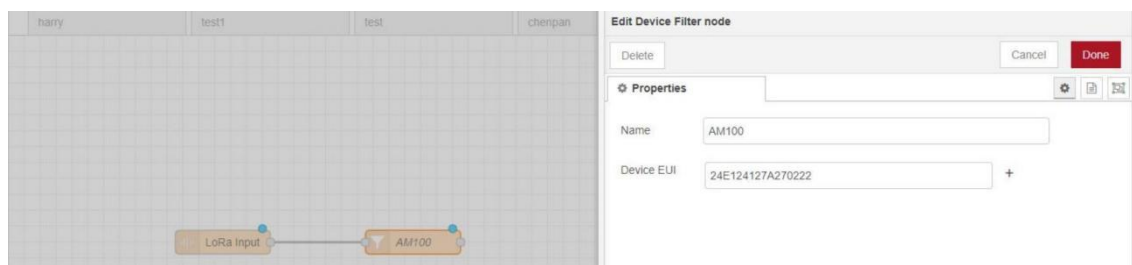 harry test1 test chenpan
LoRa Input AM100
Edit Device Filter node
Delete Cancel Done
Properties
Name AM100
Device EUI 24E124127A270222 +